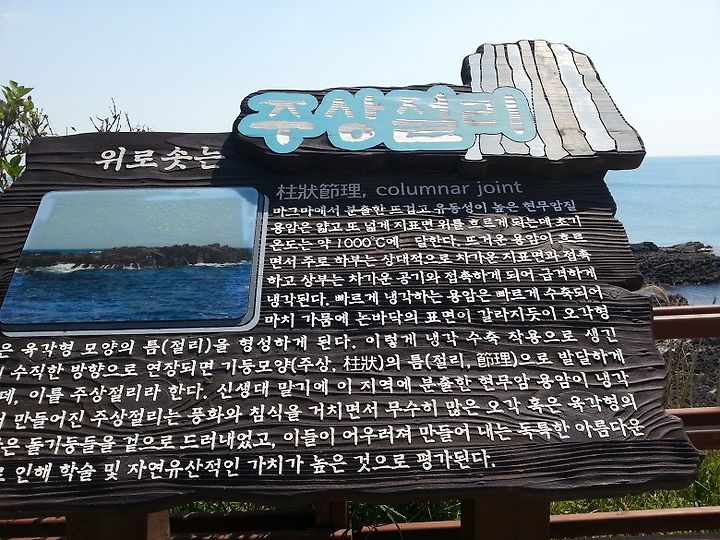 위로솟는
주상절리
柱狀節理, columnar joint
마그마에서 분출한 뜨겁고 유동성이 높은 현무암질
용암은 얇고 또 넓게 지표면 위를 흐르게 되는데 초기
온도는 약 1000℃에 달한다. 뜨거운 용암이 흐르
면서 주로 하부는 상대적으로 차가운 지표면과 접촉
하고 상부는 차가운 공기와 접촉하게 되어 급격하게
냉각된다. 빠르게 냉각하는 용암은 빠르게 수축되어
마치 가뭄에 논바닥의 표면이 갈라지듯이 오각형
은 육각형 모양의 틈(절리)을 형성하게 된다. 이렇게 냉각 수축 작용으로 생긴
수직한 방향으로 연장되면 기둥모양(주상, 柱狀)의 틈(절리, 節理)으로 발달하게
데, 이를 주상절리라 한다. 신생대 말기에 이 지역에 분출한 현무암 용암이 냉각
만들어진 주상절리는 풍화와 침식을 거치면서 무수히 많은 오각 혹은 육각형의
은 돌기둥들을 겉으로 드러내었고, 이들이 어우러져 만들어 내는 독특한 아름다운
인해 학술 및 자연유산적인 가치가 높은 것으로 평가된다.